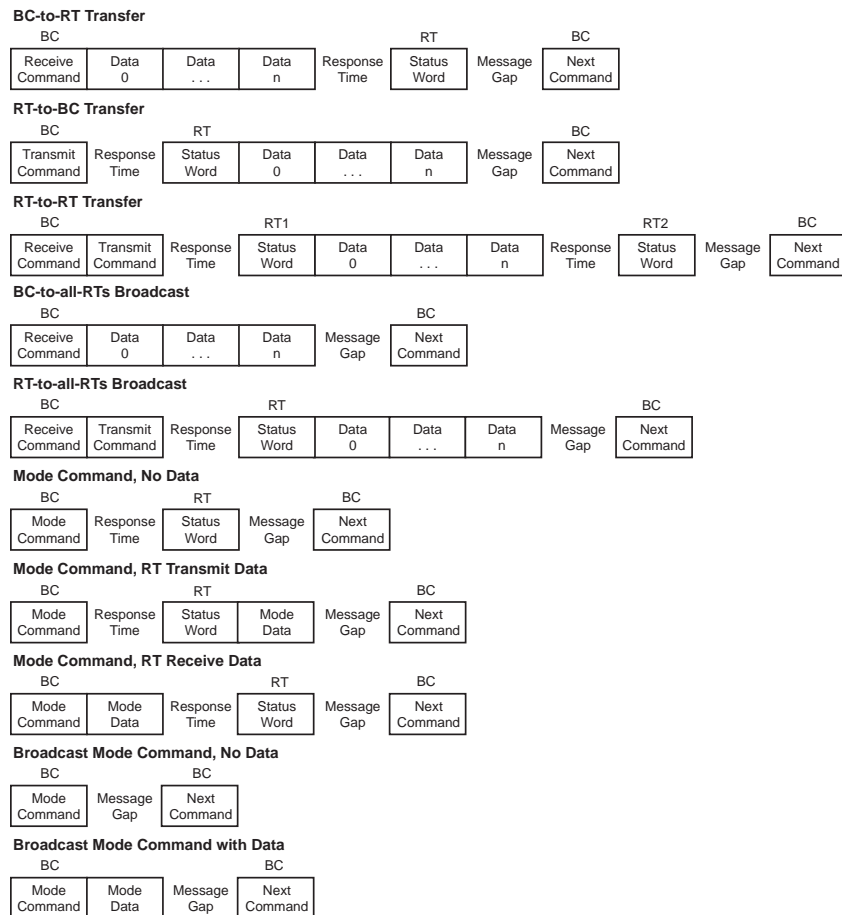 BC-to-RT Transfer
BC RT BC
Receive Data Data Data Response Status Message Next
Command 0 . . . n Time Word Gap Command
RT-to-BC Transfer
BC RT BC
Transmit Response Status Data Data Data Message Next
Command Time Word 0 . . . n Gap Command
RT-to-RT Transfer
BC RT1 RT2 BC
Receive Transmit Response Status Data Data Data Response Status Message Next
Command Command Time Word 0 . . . n Time Word Gap Command
BC-to-all-RTs Broadcast
BC BC
Receive Data Data Data Message Next
Command 0 . . . n Gap Command
RT-to-all-RTs Broadcast
BC RT BC
Receive Transmit Response Status Data Data Data Message Next
Command Command Time Word 0 . . . n Gap Command
Mode Command, No Data
BC RT BC
Mode Response Status Message Next
Command Time Word Gap Command
Mode Command, RT Transmit Data
BC RT BC
Mode Response Status Mode Message Next
Command Time Word Data Gap Command
Mode Command, RT Receive Data
BC RT BC
Mode Mode Response Status Message Next
Command Data Time Word Gap Command
Broadcast Mode Command, No Data
BC BC
Mode Message Next
Command Gap Command
Broadcast Mode Command with Data
BC BC
Mode Mode Message Next
Command Data Gap Command